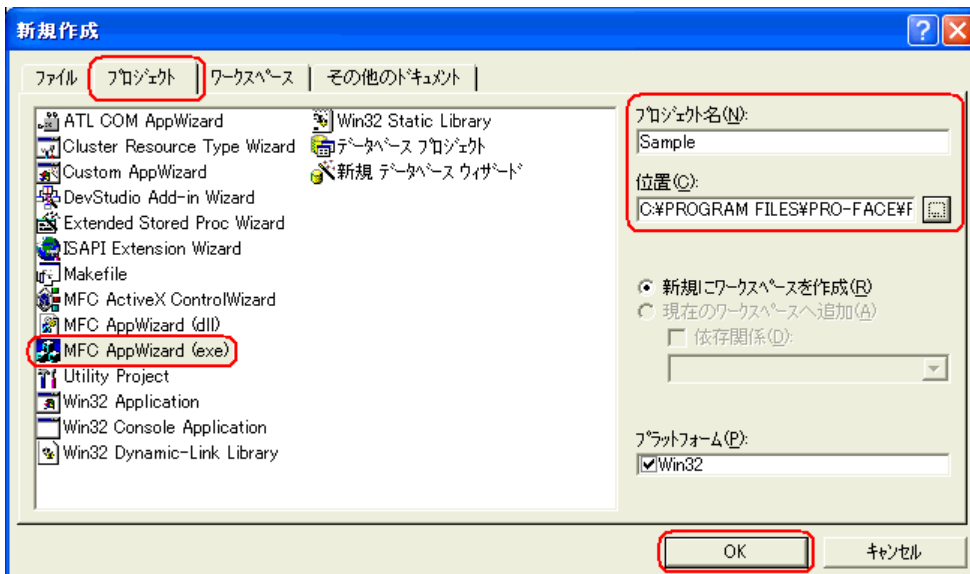 新規作成
ファイル プロジェクト ワークスペース その他のドキュメント
ATL COM AppWizard
Cluster Resource Type Wizard
Custom AppWizard
DevStudio Add-in Wizard
Extended Stored Proc Wizard
ISAPI Extension Wizard
Makefile
MFC ActiveX ControlWizard
MFC AppWizard (dll)
MFC AppWizard (exe)
Utility Project
Win32 Application
Win32 Console Application
Win32 Dynamic-Link Library
Win32 Static Library
データベース プロジェクト
新規 データベース ウィザード
プロジェクト名(N):
Sample
位置(C):
C:¥PROGRAM FILES¥PRO-FACE¥F
...
新規にワークスペースを作成(R)
現在のワークスペースへ追加(A)
依存関係(D):
プラットフォーム(P):
Win32
OK キャンセル